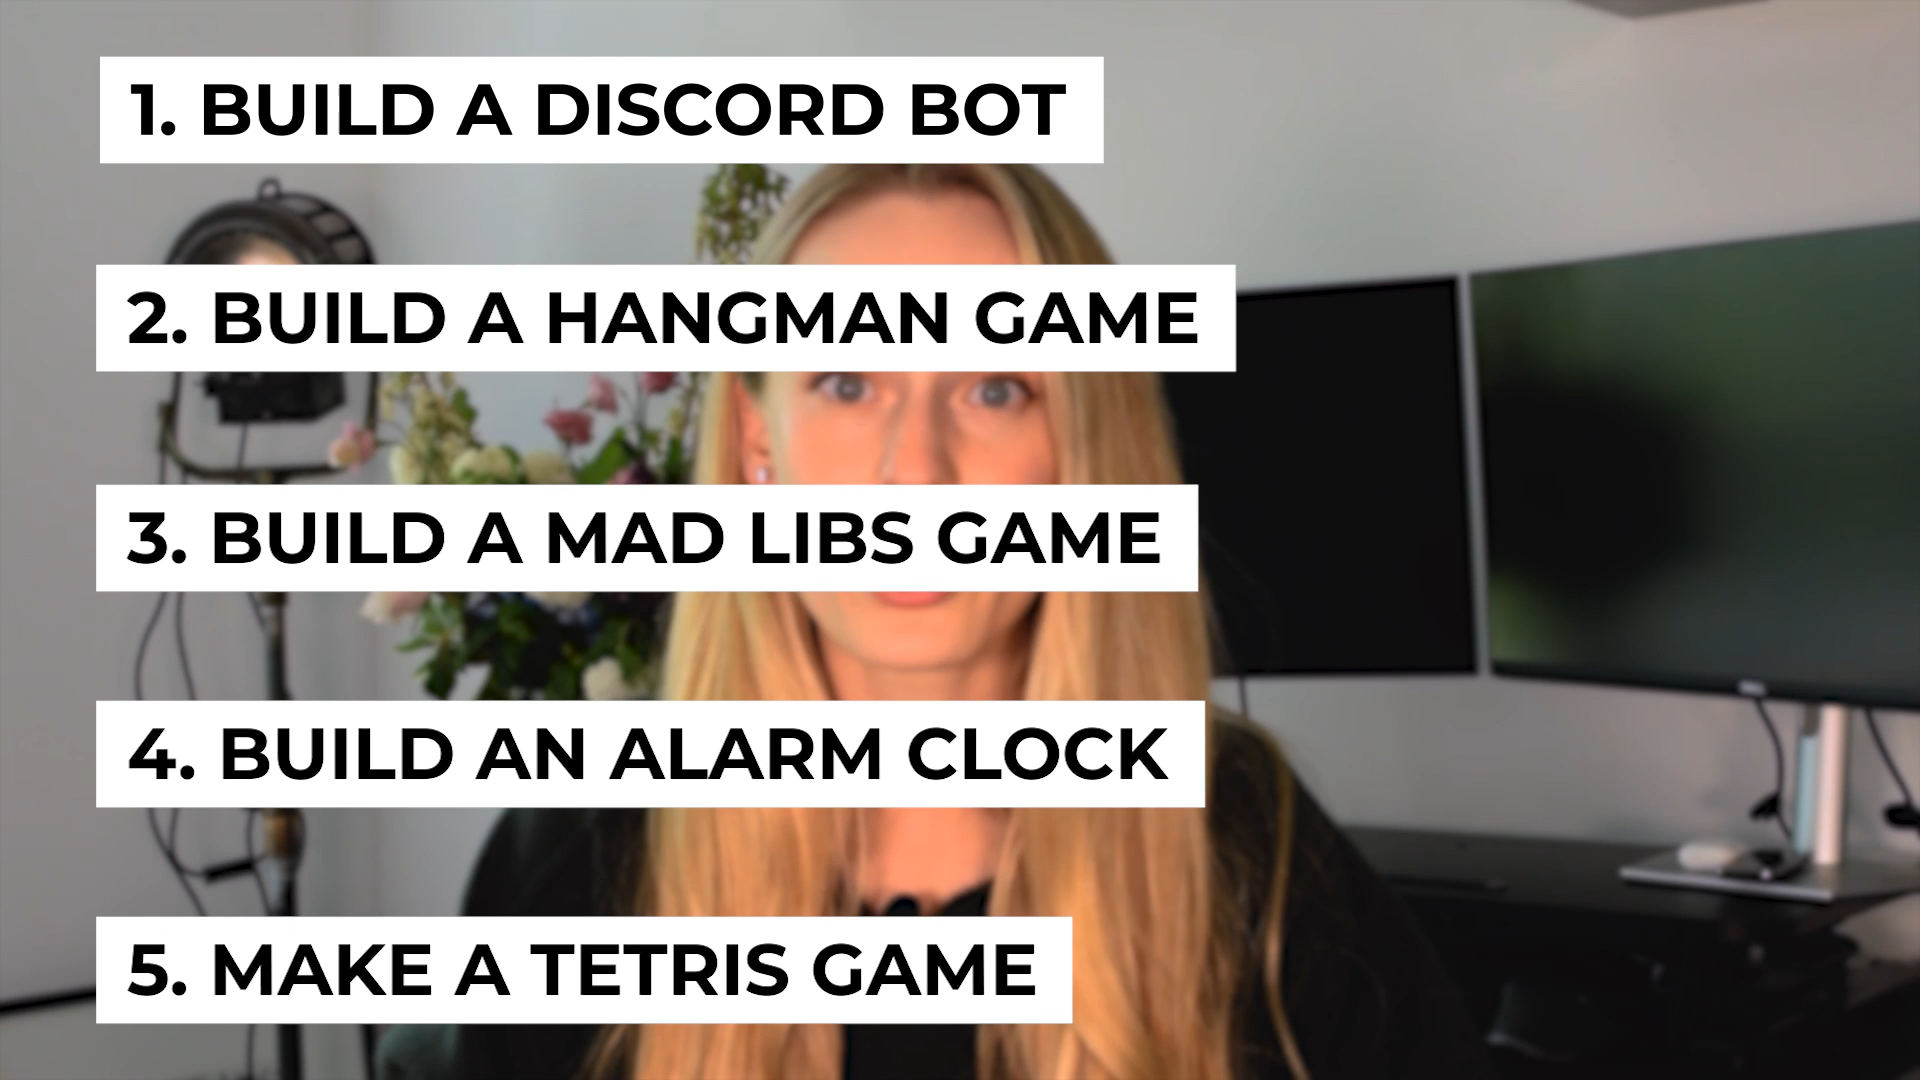 1. BUILD A DISCORD BOT
2. BUILD A HANGMAN GAME
3. BUILD A MAD LIBS GAME
4. BUILD AN ALARM CLOCK
5. MAKE A TETRIS GAME